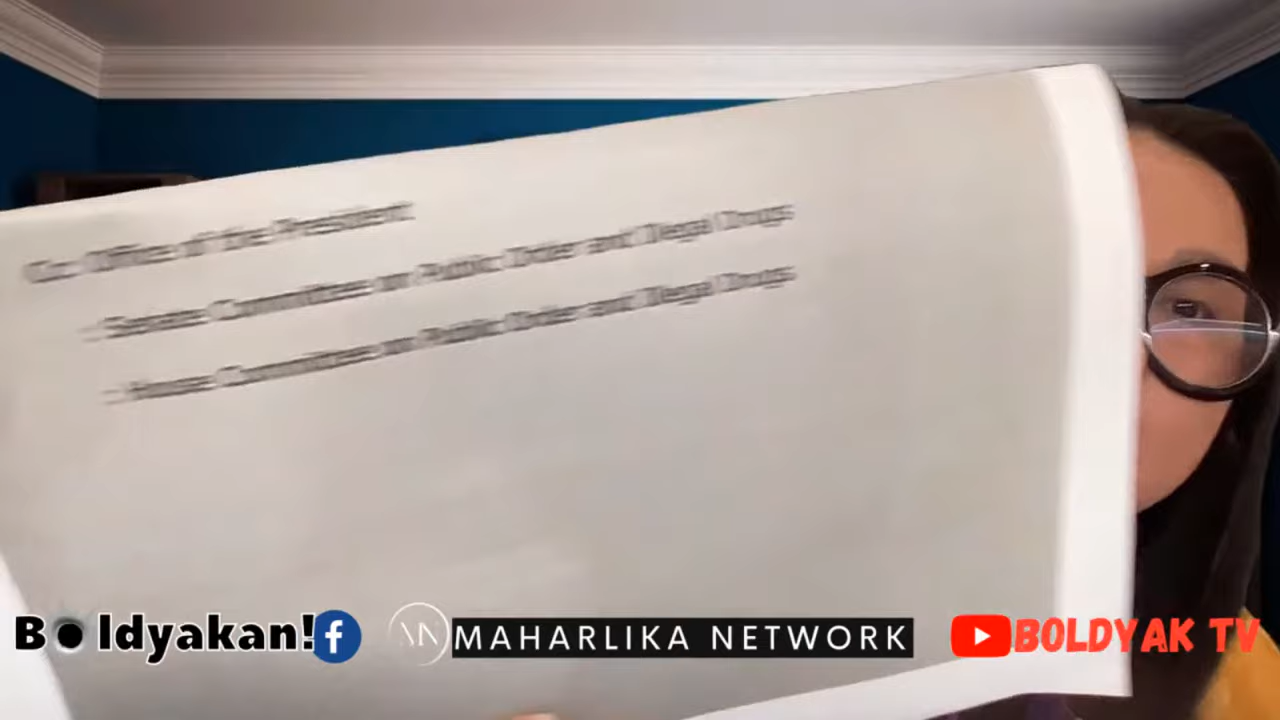 Cc: Office of the President
- Senate Committee on Public Order and Illegal Drugs
- House Committee on Public Order and Illegal Drugs
Boldyakan!
MN MAHARLIKA NETWORK
BOLDYAK TV